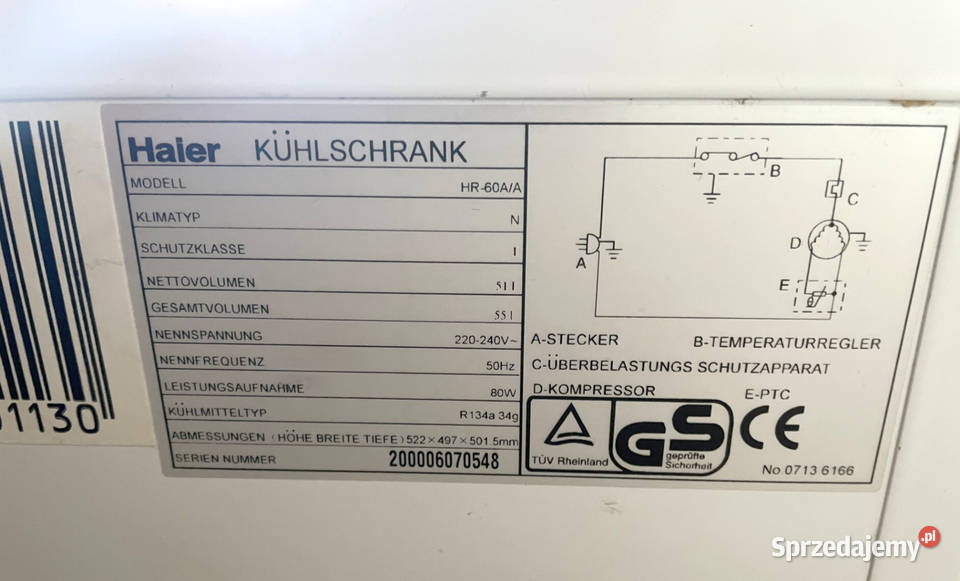 Haier KÜHLSCHRANK
MODELL HR-60A/A
KLIMATYP N
SCHUTZKLASSE I
NETTOVOLUMEN 51 l
GESAMTVOLUMEN 55 l
NENNSPANNUNG 220-240V~
NENNFREQUENZ 50Hz
LEISTUNGSAUFNAHME 80W
KÜHLMITTELTYP R134a 34g
ABMESSUNGEN (HÖHE BREITE TIEFE) 522×497×501.5mm
SERIEN NUMMER 200006070548
B
C
D
A
E
A-STECKER B-TEMPERATURREGLER
C-ÜBERBELASTUNGS SCHUTZAPPARAT
D-KOMPRESSOR E-PTC
TÜV Rheinland
GS
geprüfte
Sicherheit
CE
No 0713 6166
1130
Sprzedajemy.pl